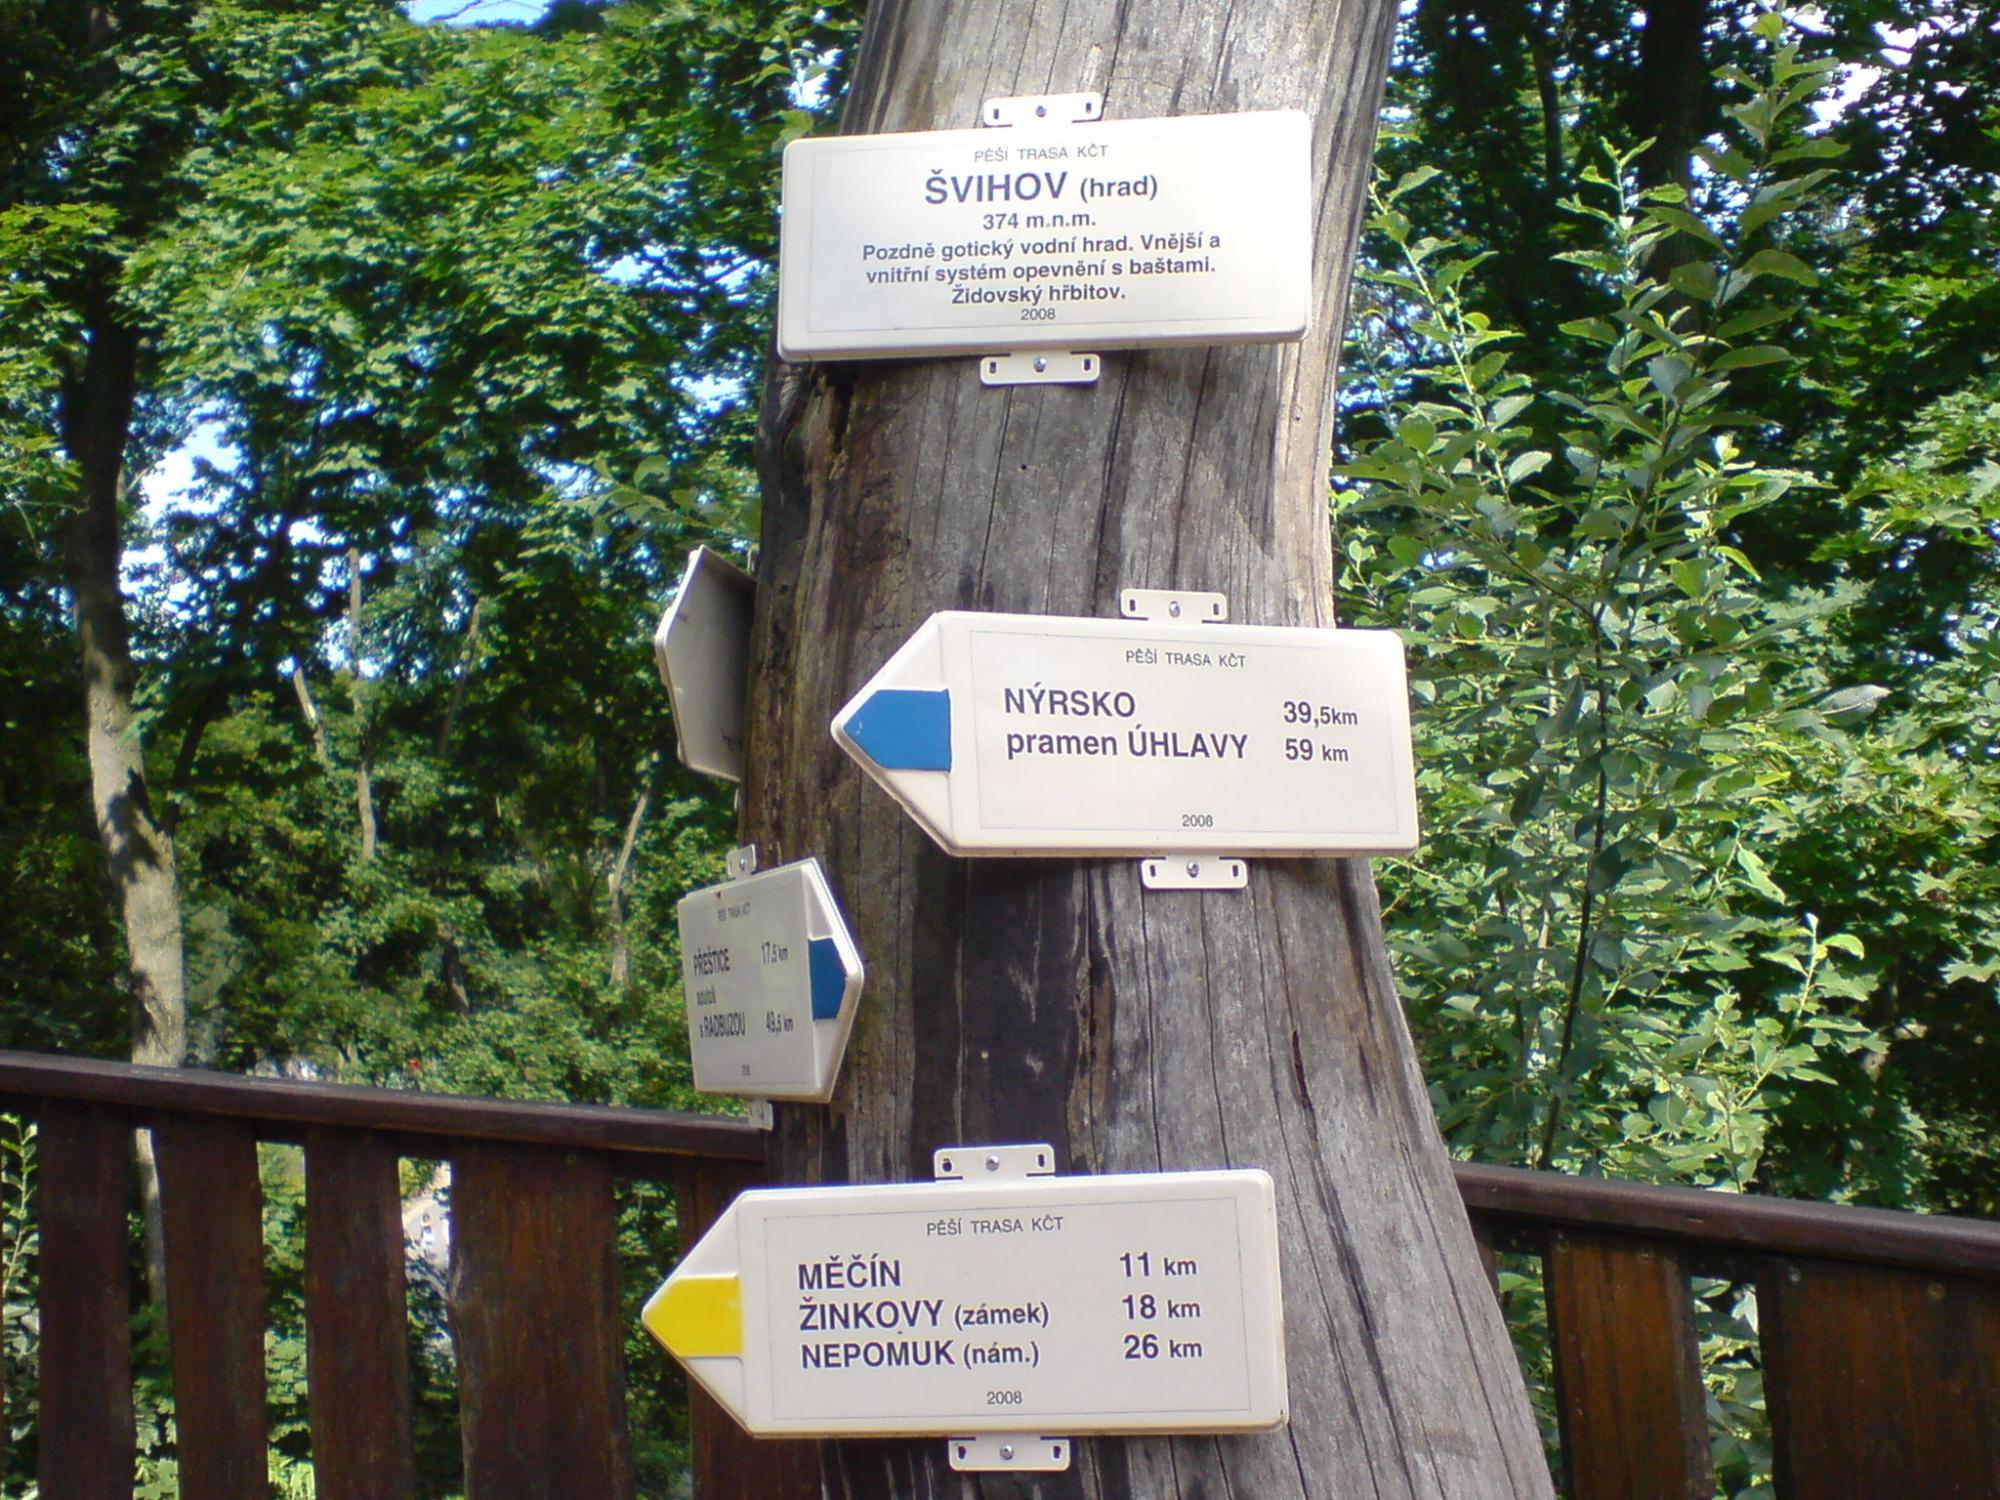 PĚŠÍ TRASA KČT
ŠVIHOV (hrad)
374 m.n.m.
Pozdně gotický vodní hrad. Vnější a
vnitřní systém opevnění s baštami.
Židovský hřbitov.
2008
PĚŠÍ TRASA KČT
NÝRSKO 39,5km
pramen ÚHLAVY 59 km
2008
PĚŠÍ TRASA KČT
PŘEŠTICE 17,5 km
soutok
s RADBUZOU 49,5 km
PĚŠÍ TRASA KČT
MĚČÍN 11 km
ŽINKOVY (zámek) 18 km
NEPOMUK (nám.) 26 km
2008